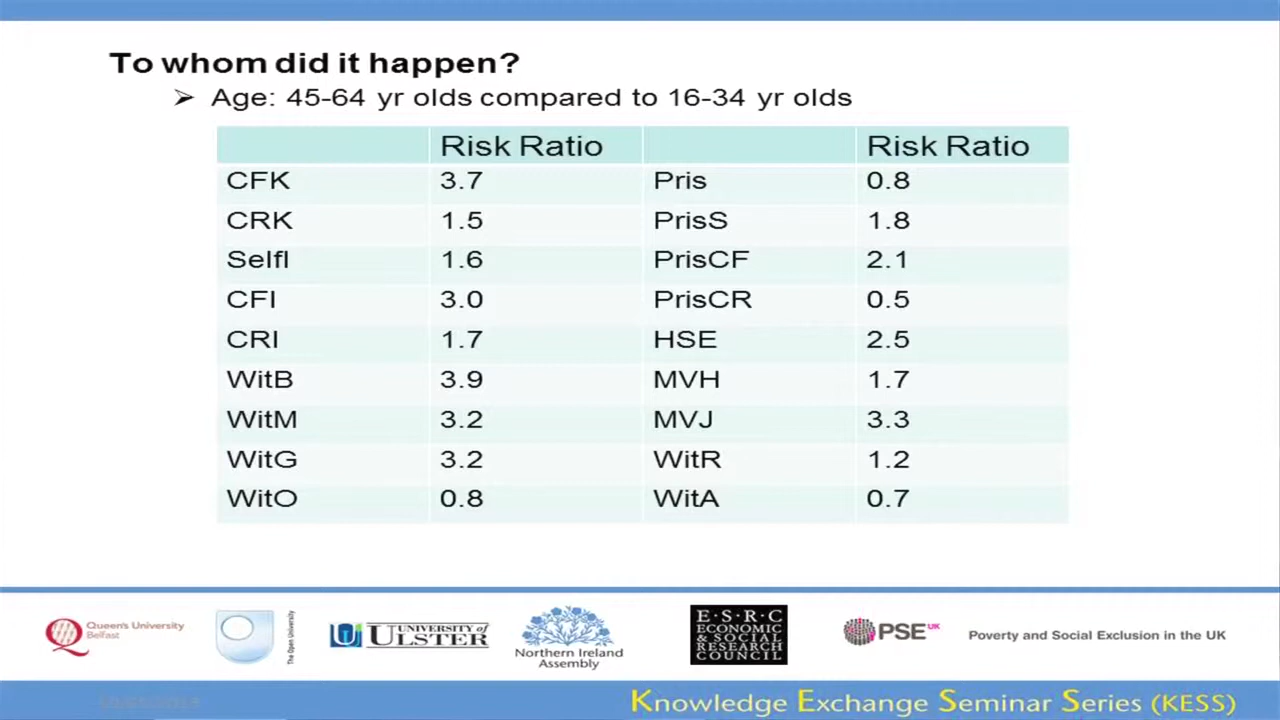 To whom did it happen?
➢ Age: 45-64 yr olds compared to 16-34 yr olds
Risk Ratio Risk Ratio
CFK 3.7 Pris 0.8
CRK 1.5 PrisS 1.8
SelfI 1.6 PrisCF 2.1
CFI 3.0 PrisCR 0.5
CRI 1.7 HSE 2.5
WitB 3.9 MVH 1.7
WitM 3.2 MVJ 3.3
WitG 3.2 WitR 1.2
WitO 0.8 WitA 0.7
Queen's University
Belfast
The Open University
UNIVERSITY of
ULSTER
Northern Ireland
Assembly
E·S·R·C
ECONOMIC
& SOCIAL
RESEARCH
COUNCIL
PSE UK
Poverty and Social Exclusion in the UK
Knowledge Exchange Seminar Series (KESS)